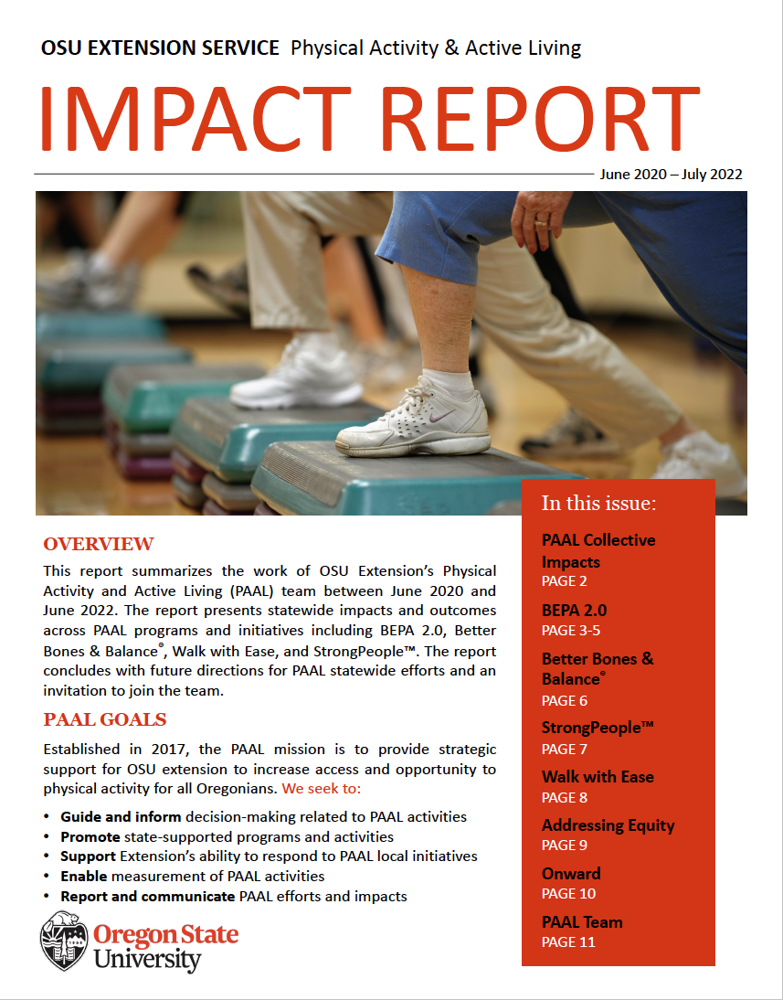 OSU EXTENSION SERVICE Physical Activity & Active Living
IMPACT REPORT
June 2020 – July 2022
OVERVIEW
This report summarizes the work of OSU Extension's Physical
Activity and Active Living (PAAL) team between June 2020 and
June 2022. The report presents statewide impacts and outcomes
across PAAL programs and initiatives including BEPA 2.0, Better
Bones & Balance®, Walk with Ease, and StrongPeople™. The report
concludes with future directions for PAAL statewide efforts and an
invitation to join the team.
PAAL GOALS
Established in 2017, the PAAL mission is to provide strategic
support for OSU extension to increase access and opportunity to
physical activity for all Oregonians. We seek to:
• Guide and inform decision-making related to PAAL activities
• Promote state-supported programs and activities
• Support Extension's ability to respond to PAAL local initiatives
• Enable measurement of PAAL activities
• Report and communicate PAAL efforts and impacts
Oregon State
University
In this issue:
PAAL Collective
Impacts
PAGE 2
BEPA 2.0
PAGE 3-5
Better Bones &
Balance®
PAGE 6
StrongPeople™
PAGE 7
Walk with Ease
PAGE 8
Addressing Equity
PAGE 9
Onward
PAGE 10
PAAL Team
PAGE 11